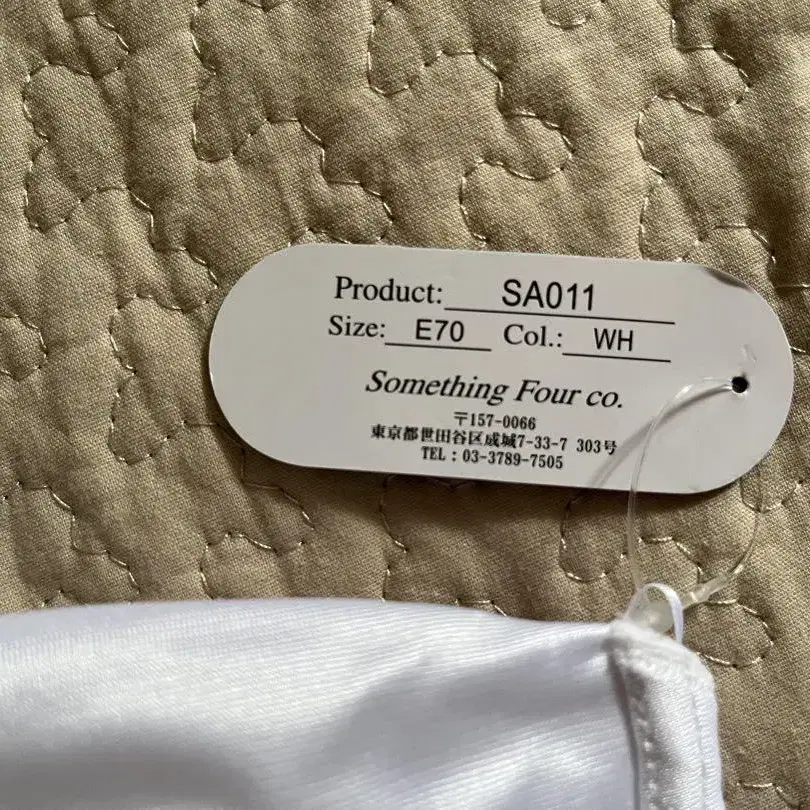 Product: SA011
Size: E70 Col.: WH
Something Four co.
〒157-0066
東京都世田谷区成城7-33-7 303号
TEL : 03-3789-7505